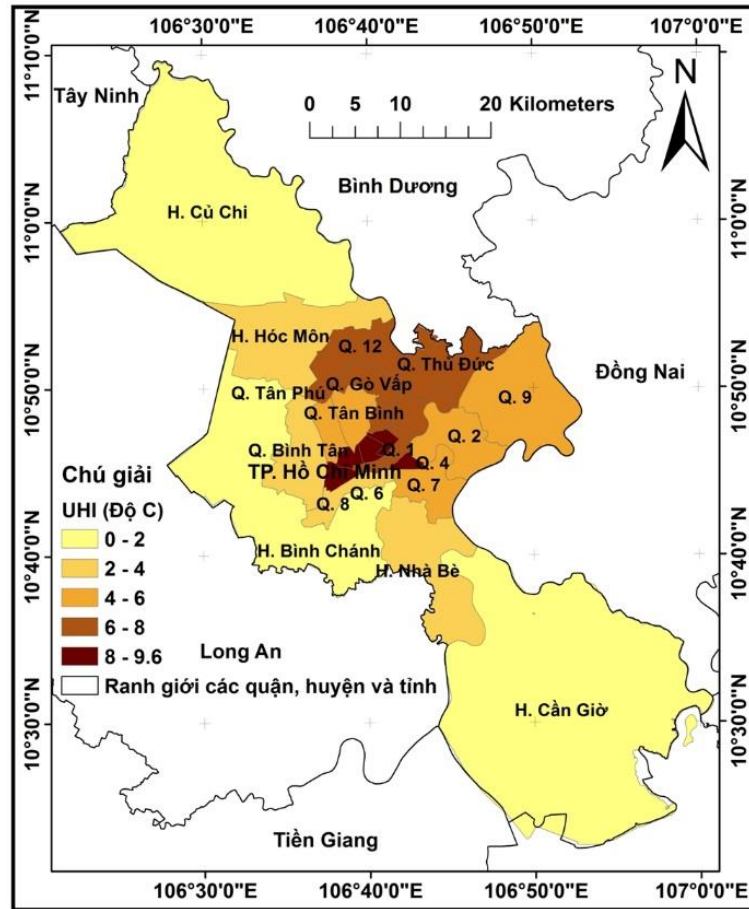 106°30'0"E 106°40'0"E 106°50'0"E 107°0'0"E
11°10'0"N
11°0'0"N
10°50'0"N
10°40'0"N
10°30'0"N
Tây Ninh
0 5 10 20 Kilometers
N
Bình Dương
H. Củ Chi
H. Hóc Môn
Q. 12
Q. Thủ Đức
Đồng Nai
Q. Gò Vấp
Q. Tân Phú
Q. 9
Q. Tân Bình
Q. 2
Q. 1
Q. Bình Tân
Q. 4
TP. Hồ Chí Minh
Q. 7
Q. 6
Q. 8
H. Bình Chánh
H. Nhà Bè
Chú giải
UHI (Độ C)
0 - 2
2 - 4
4 - 6
6 - 8
8 - 9.6
Ranh giới các quận, huyện và tỉnh
Long An
H. Cần Giờ
Tiền Giang
11°10'0"N
11°0'0"N
10°50'0"N
10°40'0"N
10°30'0"N
106°30'0"E 106°40'0"E 106°50'0"E 107°0'0"E